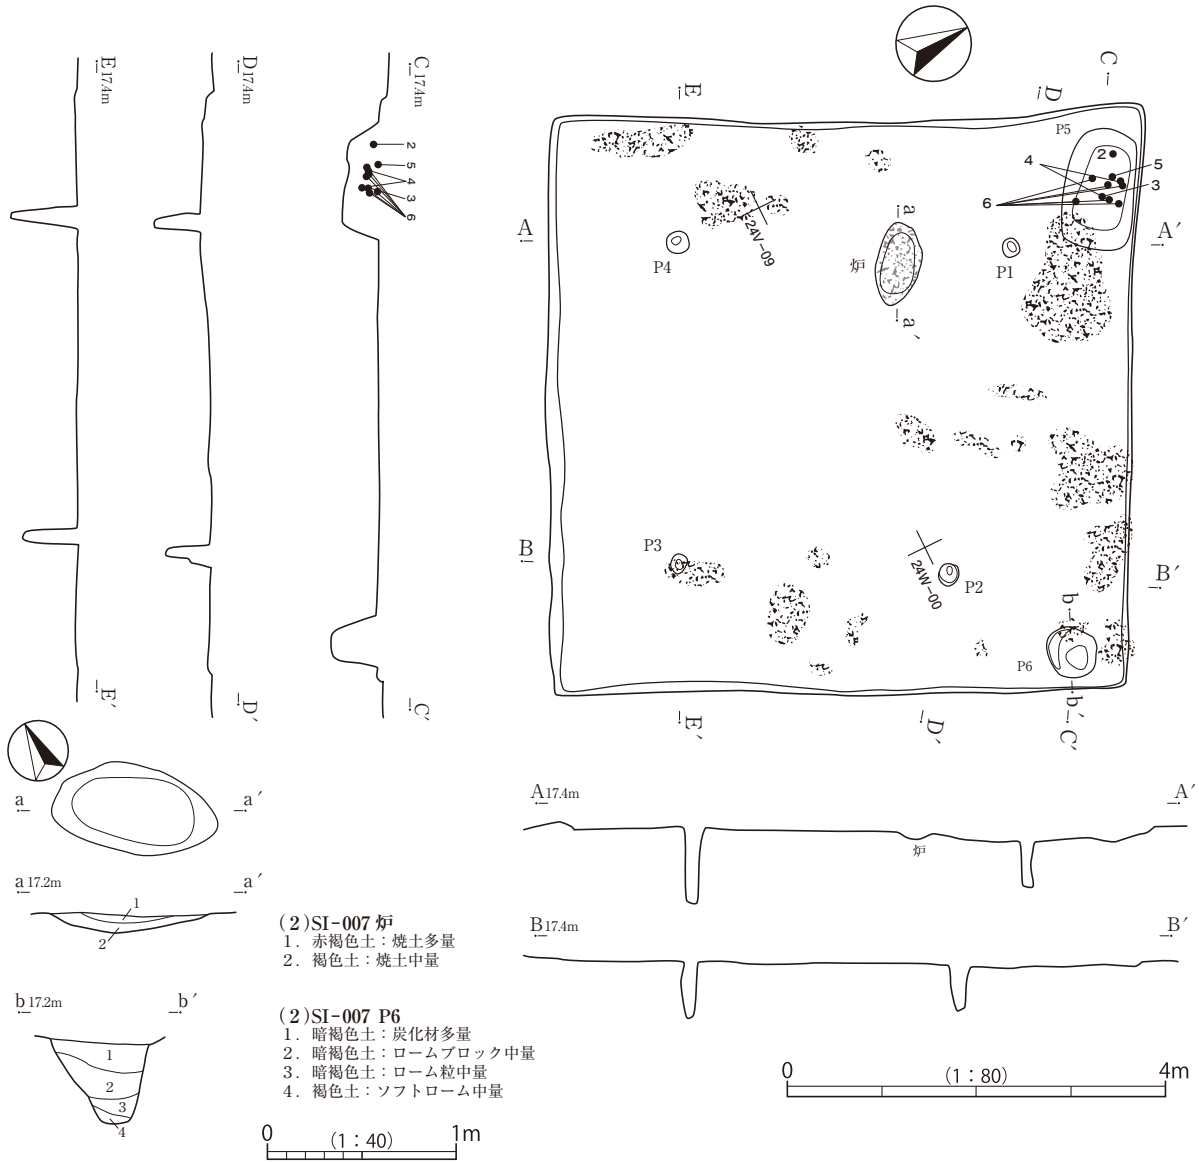 E 17.4m
D 17.4m
C 17.4m
2
5
4
3
6
E′
D′
C′
E
D
C
P5
2
4
5
3
6
A
A′
24V-09
a
炉
a′
P4
P1
B
B′
P3
24W-00
P2
b
P6
b′
E′
D′
C′
a
a′
a 17.2m
a′
1
2
b 17.2m
b′
1
2
3
4
(2)SI-007 炉
1. 赤褐色土：焼土多量
2. 褐色土：焼土中量
(2)SI-007 P6
1. 暗褐色土：炭化材多量
2. 暗褐色土：ロームブロック中量
3. 暗褐色土：ローム粒中量
4. 褐色土：ソフトローム中量
0 (1：40) 1m
A 17.4m
A′
炉
B 17.4m
B′
0 (1：80) 4m